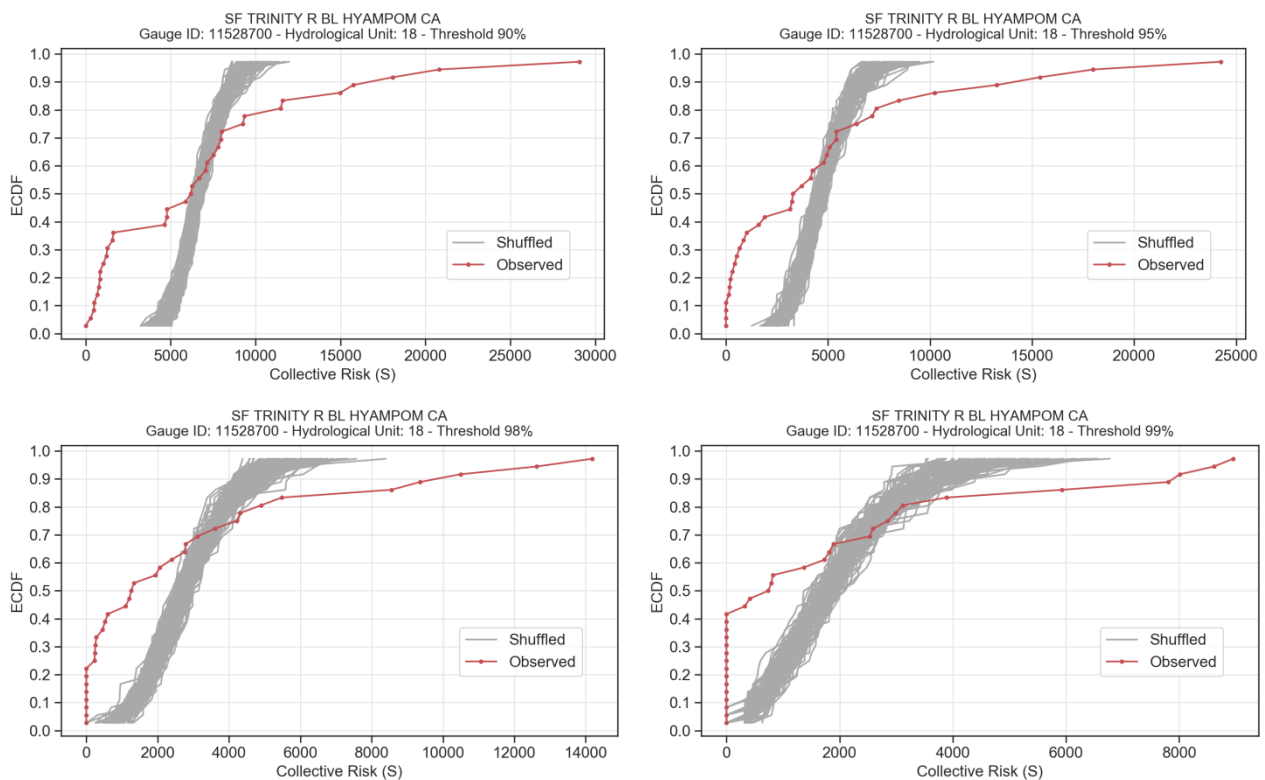 SF TRINITY R BL HYAMPOM CA
Gauge ID: 11528700 - Hydrological Unit: 18 - Threshold 90%
1.0
0.9
0.8
0.7
0.6
0.5
0.4
0.3
0.2
0.1
0.0
ECDF
Shuffled
Observed
0 5000 10000 15000 20000 25000 30000
Collective Risk (S)
SF TRINITY R BL HYAMPOM CA
Gauge ID: 11528700 - Hydrological Unit: 18 - Threshold 95%
1.0
0.9
0.8
0.7
0.6
0.5
0.4
0.3
0.2
0.1
0.0
ECDF
Shuffled
Observed
0 5000 10000 15000 20000 25000
Collective Risk (S)
SF TRINITY R BL HYAMPOM CA
Gauge ID: 11528700 - Hydrological Unit: 18 - Threshold 98%
1.0
0.9
0.8
0.7
0.6
0.5
0.4
0.3
0.2
0.1
0.0
ECDF
Shuffled
Observed
0 2000 4000 6000 8000 10000 12000 14000
Collective Risk (S)
SF TRINITY R BL HYAMPOM CA
Gauge ID: 11528700 - Hydrological Unit: 18 - Threshold 99%
1.0
0.9
0.8
0.7
0.6
0.5
0.4
0.3
0.2
0.1
0.0
ECDF
Shuffled
Observed
0 2000 4000 6000 8000
Collective Risk (S)